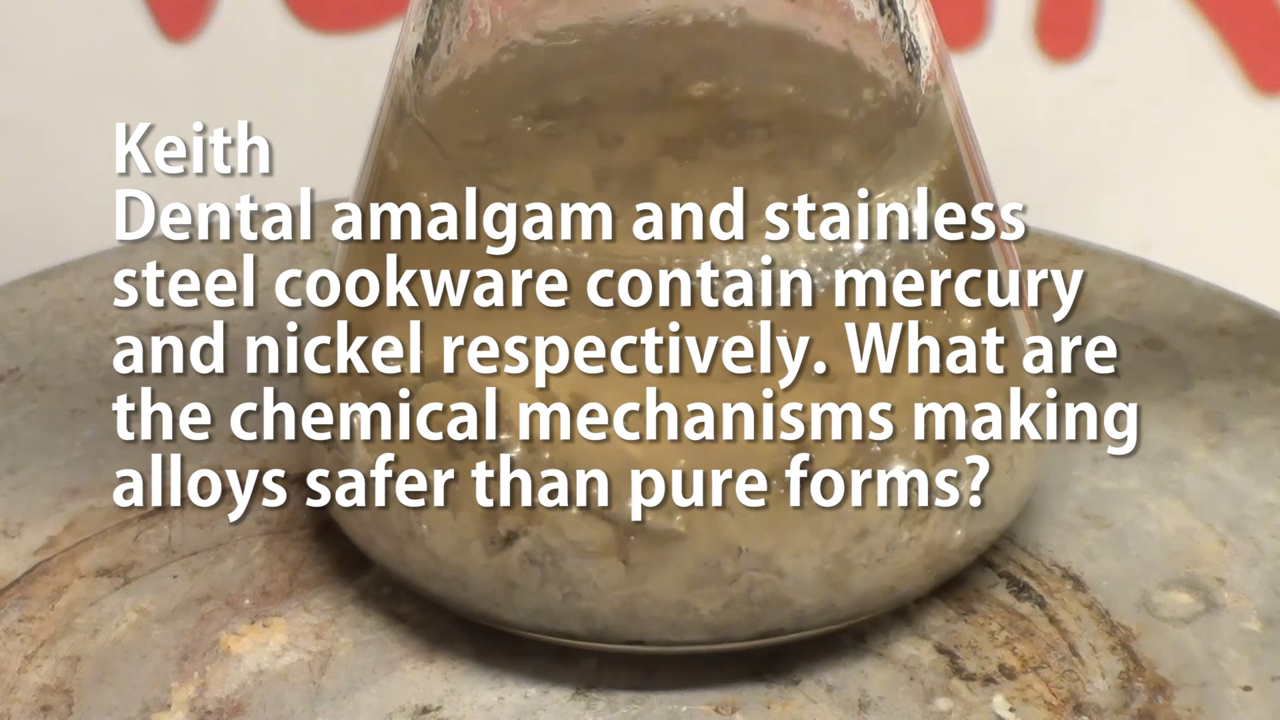 Keith
Dental amalgam and stainless
steel cookware contain mercury
and nickel respectively. What are
the chemical mechanisms making
alloys safer than pure forms?